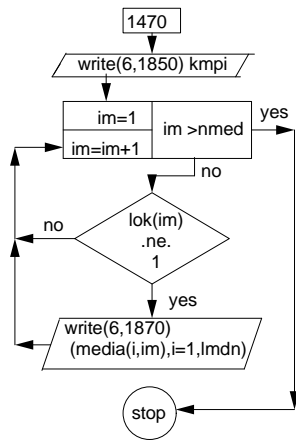 1470
write(6,1850) kmpi
im=1
im=im+1
im >nmed
yes
no
lok(im)
.ne.
1
no
yes
write(6,1870)
(media(i,im),i=1,lmdn)
stop